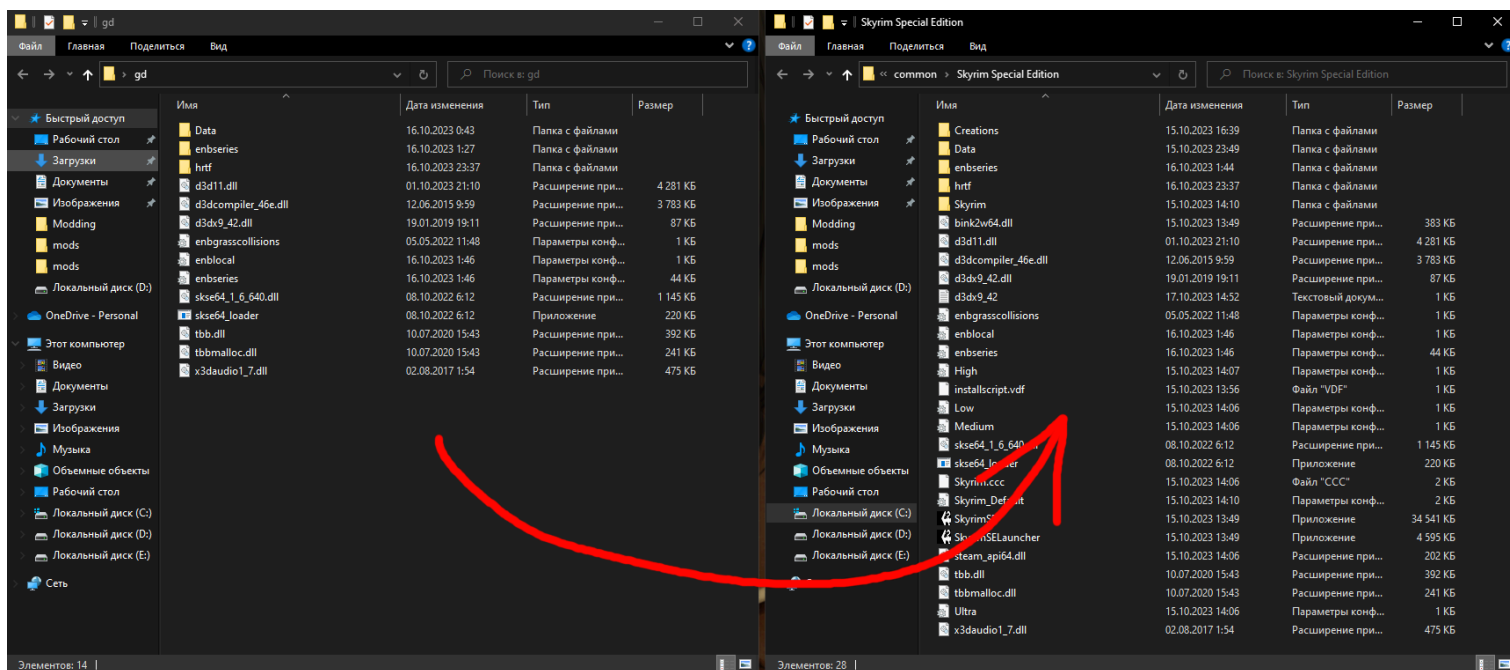 gd
Файл Главная Поделиться Вид
gd Поиск в: gd
Имя Дата изменения Тип Размер
Быстрый доступ
Рабочий стол
Загрузки
Документы
Изображения
Modding
mods
mods
Локальный диск (D:)
OneDrive - Personal
Этот компьютер
Видео
Документы
Загрузки
Изображения
Музыка
Объемные объекты
Рабочий стол
Локальный диск (C:)
Локальный диск (D:)
Локальный диск (E:)
Сеть
Data 16.10.2023 0:43 Папка с файлами
enbseries 16.10.2023 1:27 Папка с файлами
hrtf 16.10.2023 23:37 Папка с файлами
d3d11.dll 01.10.2023 21:10 Расширение при... 4 281 КБ
d3dcompiler_46e.dll 12.06.2015 9:59 Расширение при... 3 783 КБ
d3dx9_42.dll 19.01.2019 19:11 Расширение при... 87 КБ
enbgrasscollisions 05.05.2022 11:48 Параметры конф... 1 КБ
enblocal 16.10.2023 1:46 Параметры конф... 1 КБ
enbseries 16.10.2023 1:46 Параметры конф... 44 КБ
skse64_1_6_640.dll 08.10.2022 6:12 Расширение при... 1 145 КБ
skse64_loader 08.10.2022 6:12 Приложение 220 КБ
tbb.dll 10.07.2020 15:43 Расширение при... 392 КБ
tbbmalloc.dll 10.07.2020 15:43 Расширение при... 241 КБ
x3daudio1_7.dll 02.08.2017 1:54 Расширение при... 475 КБ
Элементов: 14
Skyrim Special Edition
Файл Главная Поделиться Вид
« common Skyrim Special Edition Поиск в: Skyrim Special Edition
Имя Дата изменения Тип Размер
Быстрый доступ
Рабочий стол
Загрузки
Документы
Изображения
Modding
mods
mods
Локальный диск (D:)
OneDrive - Personal
Этот компьютер
Видео
Документы
Загрузки
Изображения
Музыка
Объемные объекты
Рабочий стол
Локальный диск (C:)
Локальный диск (D:)
Локальный диск (E:)
Creations 15.10.2023 16:39 Папка с файлами
Data 15.10.2023 23:49 Папка с файлами
enbseries 16.10.2023 1:44 Папка с файлами
hrtf 16.10.2023 23:37 Папка с файлами
Skyrim 15.10.2023 14:10 Папка с файлами
bink2w64.dll 15.10.2023 13:49 Расширение при... 383 КБ
d3d11.dll 01.10.2023 21:10 Расширение при... 4 281 КБ
d3dcompiler_46e.dll 12.06.2015 9:59 Расширение при... 3 783 КБ
d3dx9_42.dll 19.01.2019 19:11 Расширение при... 87 КБ
d3dx9_42 17.10.2023 14:52 Текстовый докум... 1 КБ
enbgrasscollisions 05.05.2022 11:48 Параметры конф... 1 КБ
enblocal 16.10.2023 1:46 Параметры конф... 1 КБ
enbseries 16.10.2023 1:46 Параметры конф... 44 КБ
High 15.10.2023 14:07 Параметры конф... 1 КБ
installscript.vdf 15.10.2023 13:56 Файл "VDF" 1 КБ
Low 15.10.2023 14:06 Параметры конф... 1 КБ
Medium 15.10.2023 14:06 Параметры конф... 1 КБ
skse64_1_6_640.dll 08.10.2022 6:12 Расширение при... 1 145 КБ
skse64_loader 08.10.2022 6:12 Приложение 220 КБ
Skyrim.ccc 15.10.2023 14:06 Файл "CCC" 2 КБ
Skyrim_Default 15.10.2023 14:10 Параметры конф... 2 КБ
SkyrimSE 15.10.2023 13:49 Приложение 34 541 КБ
SkyrimSELauncher 15.10.2023 13:49 Приложение 4 595 КБ
steam_api64.dll 15.10.2023 14:06 Расширение при... 202 КБ
tbb.dll 10.07.2020 15:43 Расширение при... 392 КБ
tbbmalloc.dll 10.07.2020 15:43 Расширение при... 241 КБ
Ultra 15.10.2023 14:06 Параметры конф... 1 КБ
x3daudio1_7.dll 02.08.2017 1:54 Расширение при... 475 КБ
Элементов: 28